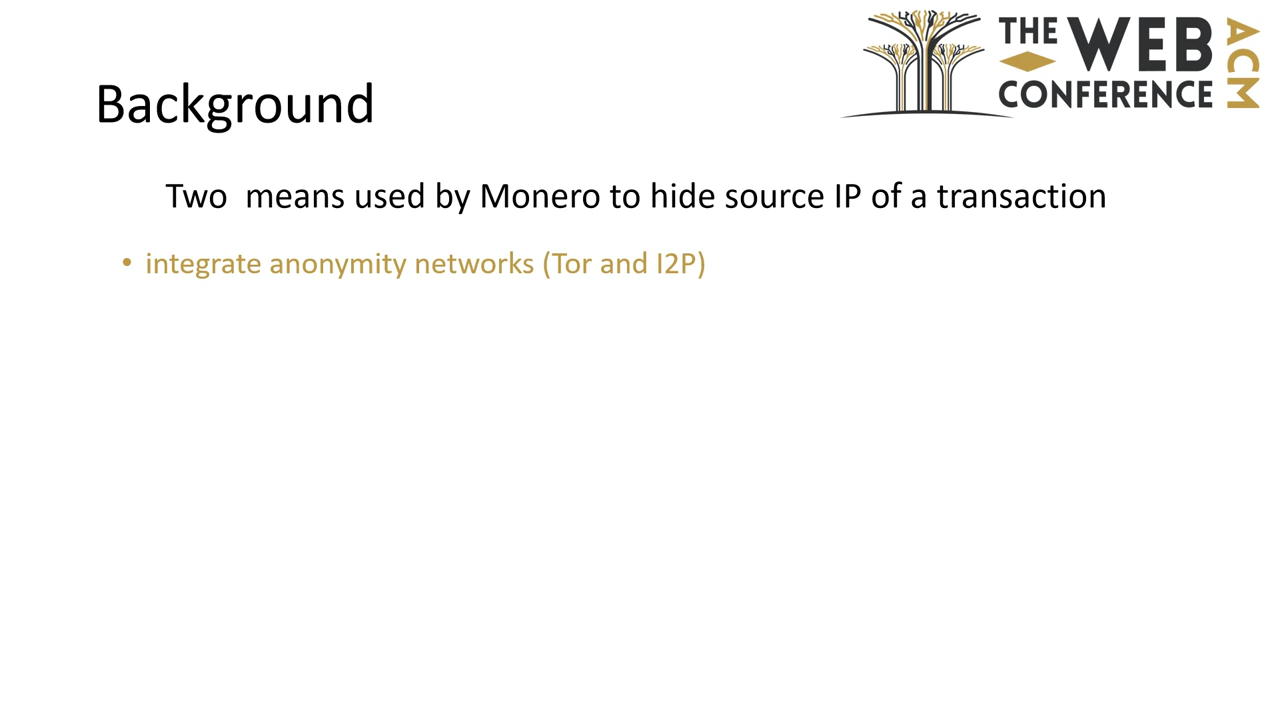 THE WEB
CONFERENCE
ACM
Background
Two  means used by Monero to hide source IP of a transaction
• integrate anonymity networks (Tor and I2P)